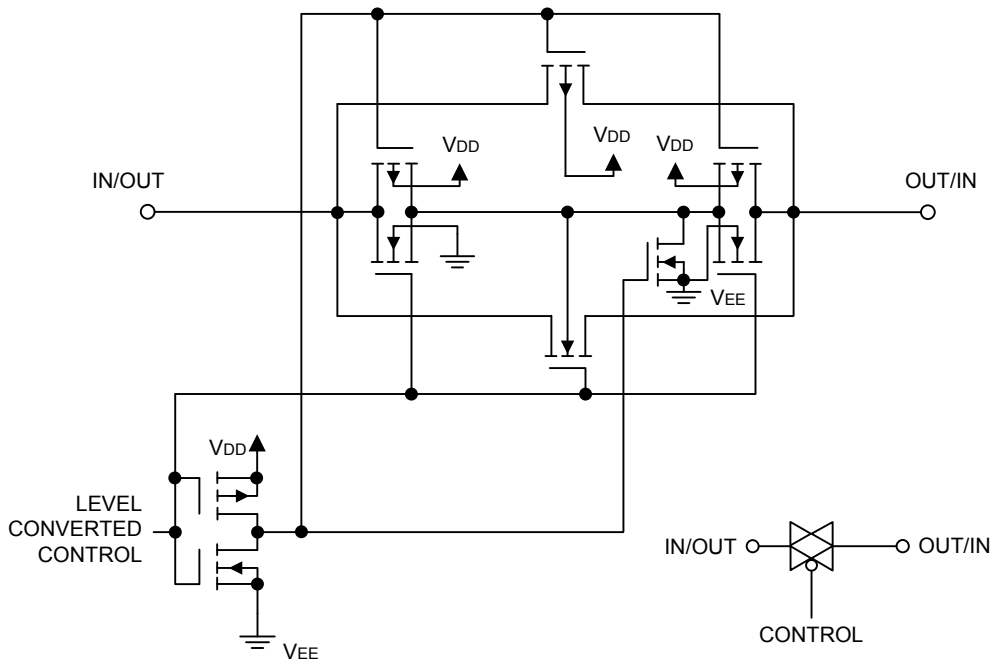 VDD
VDD
VDD
IN/OUT
OUT/IN
VEE
VDD
LEVEL
CONVERTED
CONTROL
IN/OUT
OUT/IN
CONTROL
VEE